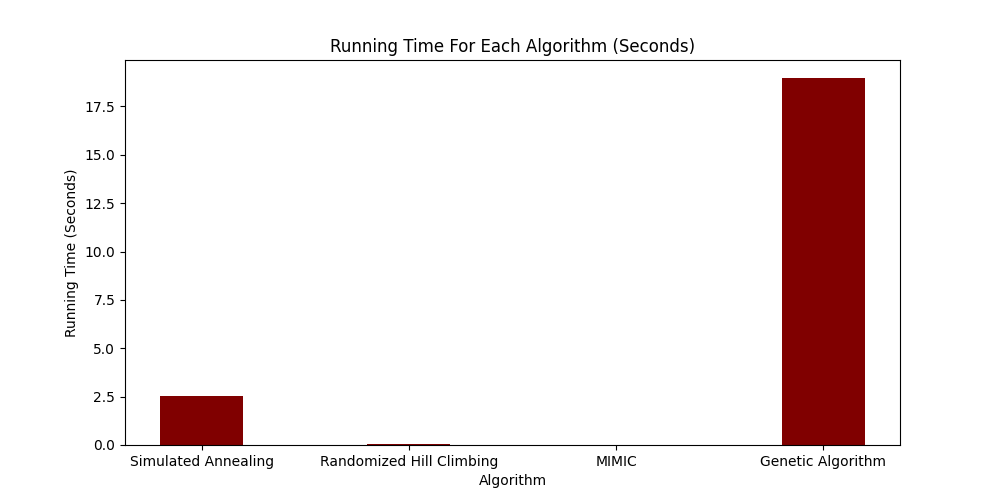 Running Time For Each Algorithm (Seconds)
Running Time (Seconds)
17.5
15.0
12.5
10.0
7.5
5.0
2.5
0.0
Simulated Annealing Randomized Hill Climbing MIMIC Genetic Algorithm
Algorithm